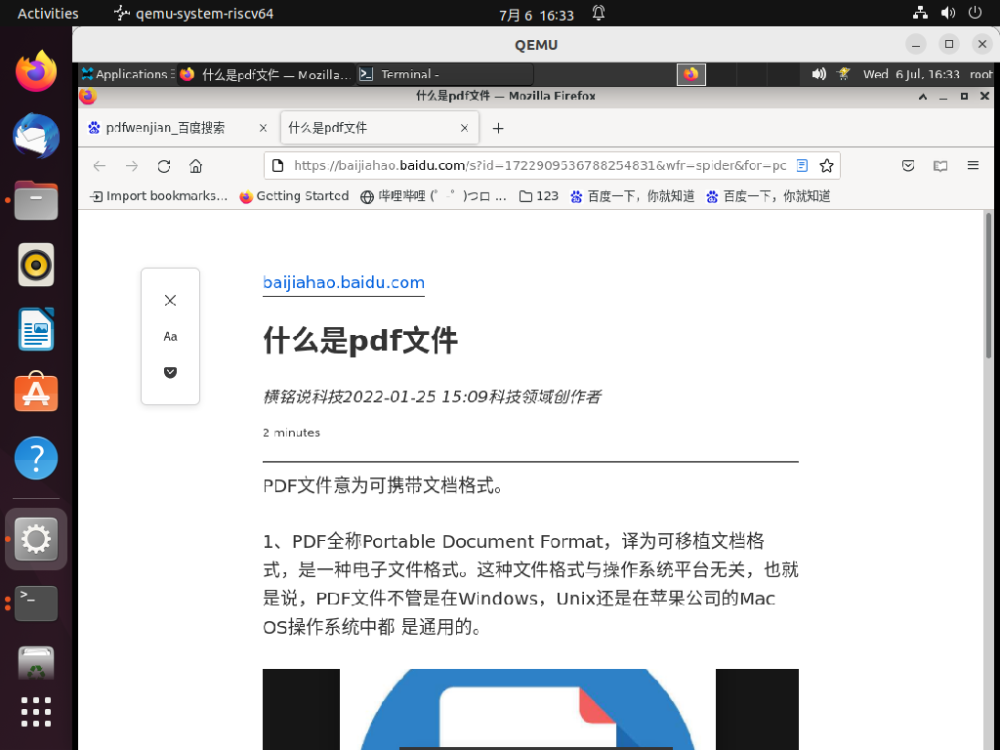 Activities
qemu-system-riscv64
7月 6 16:33
QEMU
Applications
什么是pdf文件 — Mozilla...
Terminal -
Wed 6 Jul, 16:33
root
什么是pdf文件 — Mozilla Firefox
pdfwenjian_百度搜索
什么是pdf文件
https://baijiahao.baidu.com/s?id=1722909536788254831&wfr=spider&for=pc
Import bookmarks...
Getting Started
哔哩哔哩 (゜-゜)つロ ...
123
百度一下，你就知道
百度一下，你就知道
baijiahao.baidu.com
Aa
什么是pdf文件
横铭说科技2022-01-25 15:09科技领域创作者
2 minutes
PDF文件意为可携带文档格式。
1、PDF全称Portable Document Format，译为可移植文档格
式，是一种电子文件格式。这种文件格式与操作系统平台无关，也就
是说，PDF文件不管是在Windows，Unix还是在苹果公司的Mac
OS操作系统中都 是通用的。